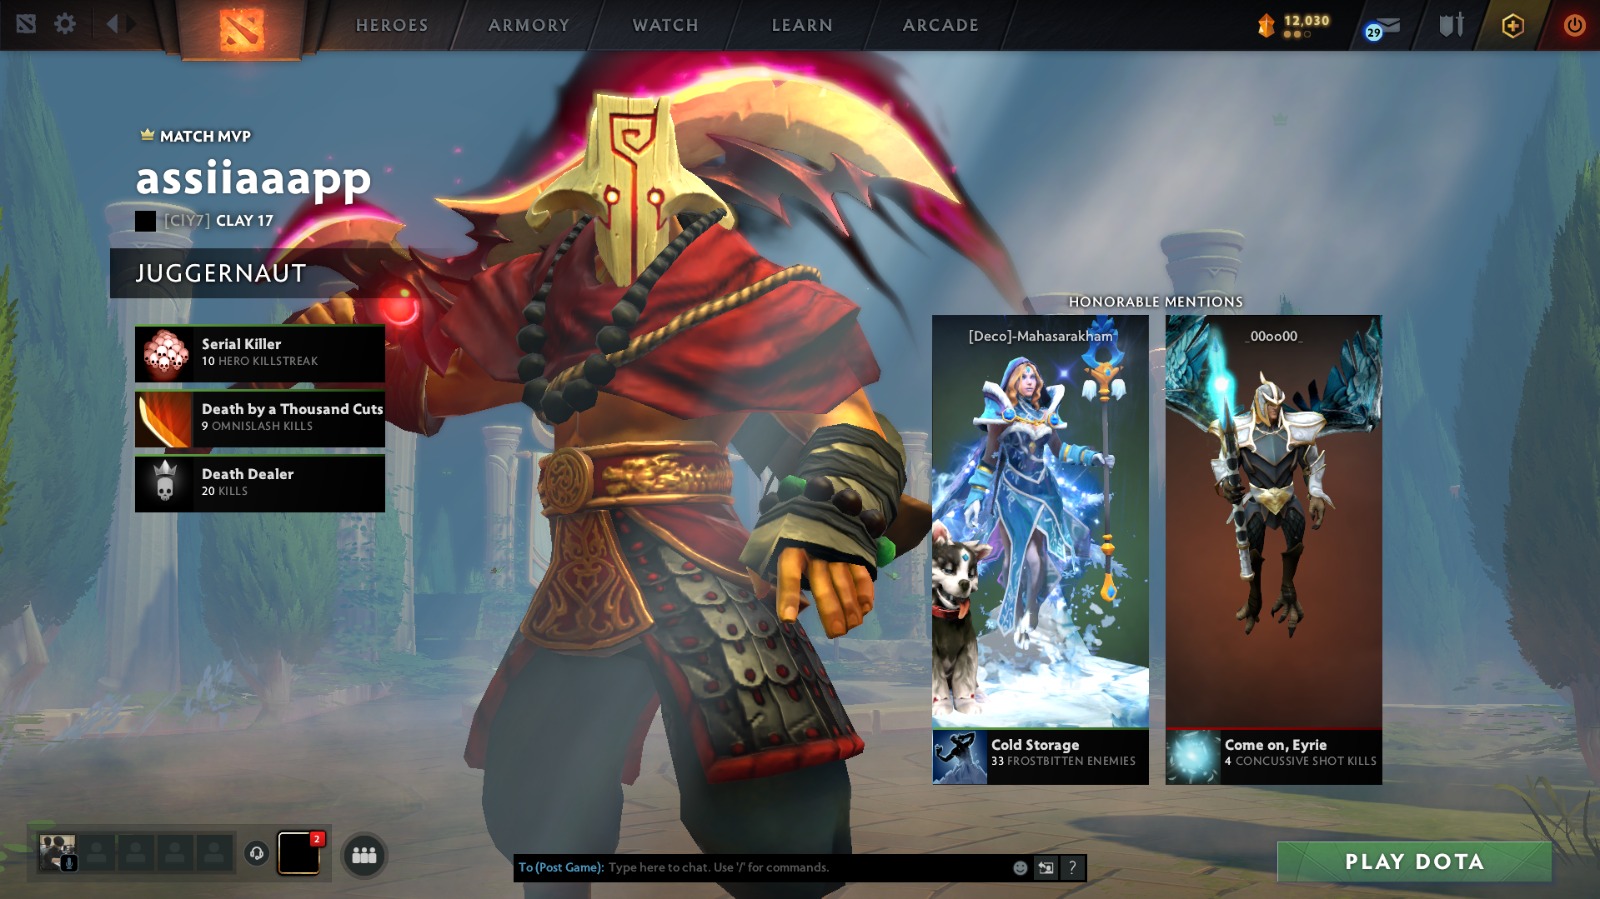 HEROES
ARMORY
WATCH
LEARN
ARCADE
12,030
29
MATCH MVP
assiiaaapp
[CIY7] CLAY 17
JUGGERNAUT
Serial Killer
10 HERO KILLSTREAK
Death by a Thousand Cuts
9 OMNISLASH KILLS
Death Dealer
20 KILLS
HONORABLE MENTIONS
[Deco]-Mahasarakham
_00oo00_
Cold Storage
33 FROSTBITTEN ENEMIES
Come on, Eyrie
4 CONCUSSIVE SHOT KILLS
2
To (Post Game): Type here to chat. Use '/' for commands.
?
PLAY DOTA